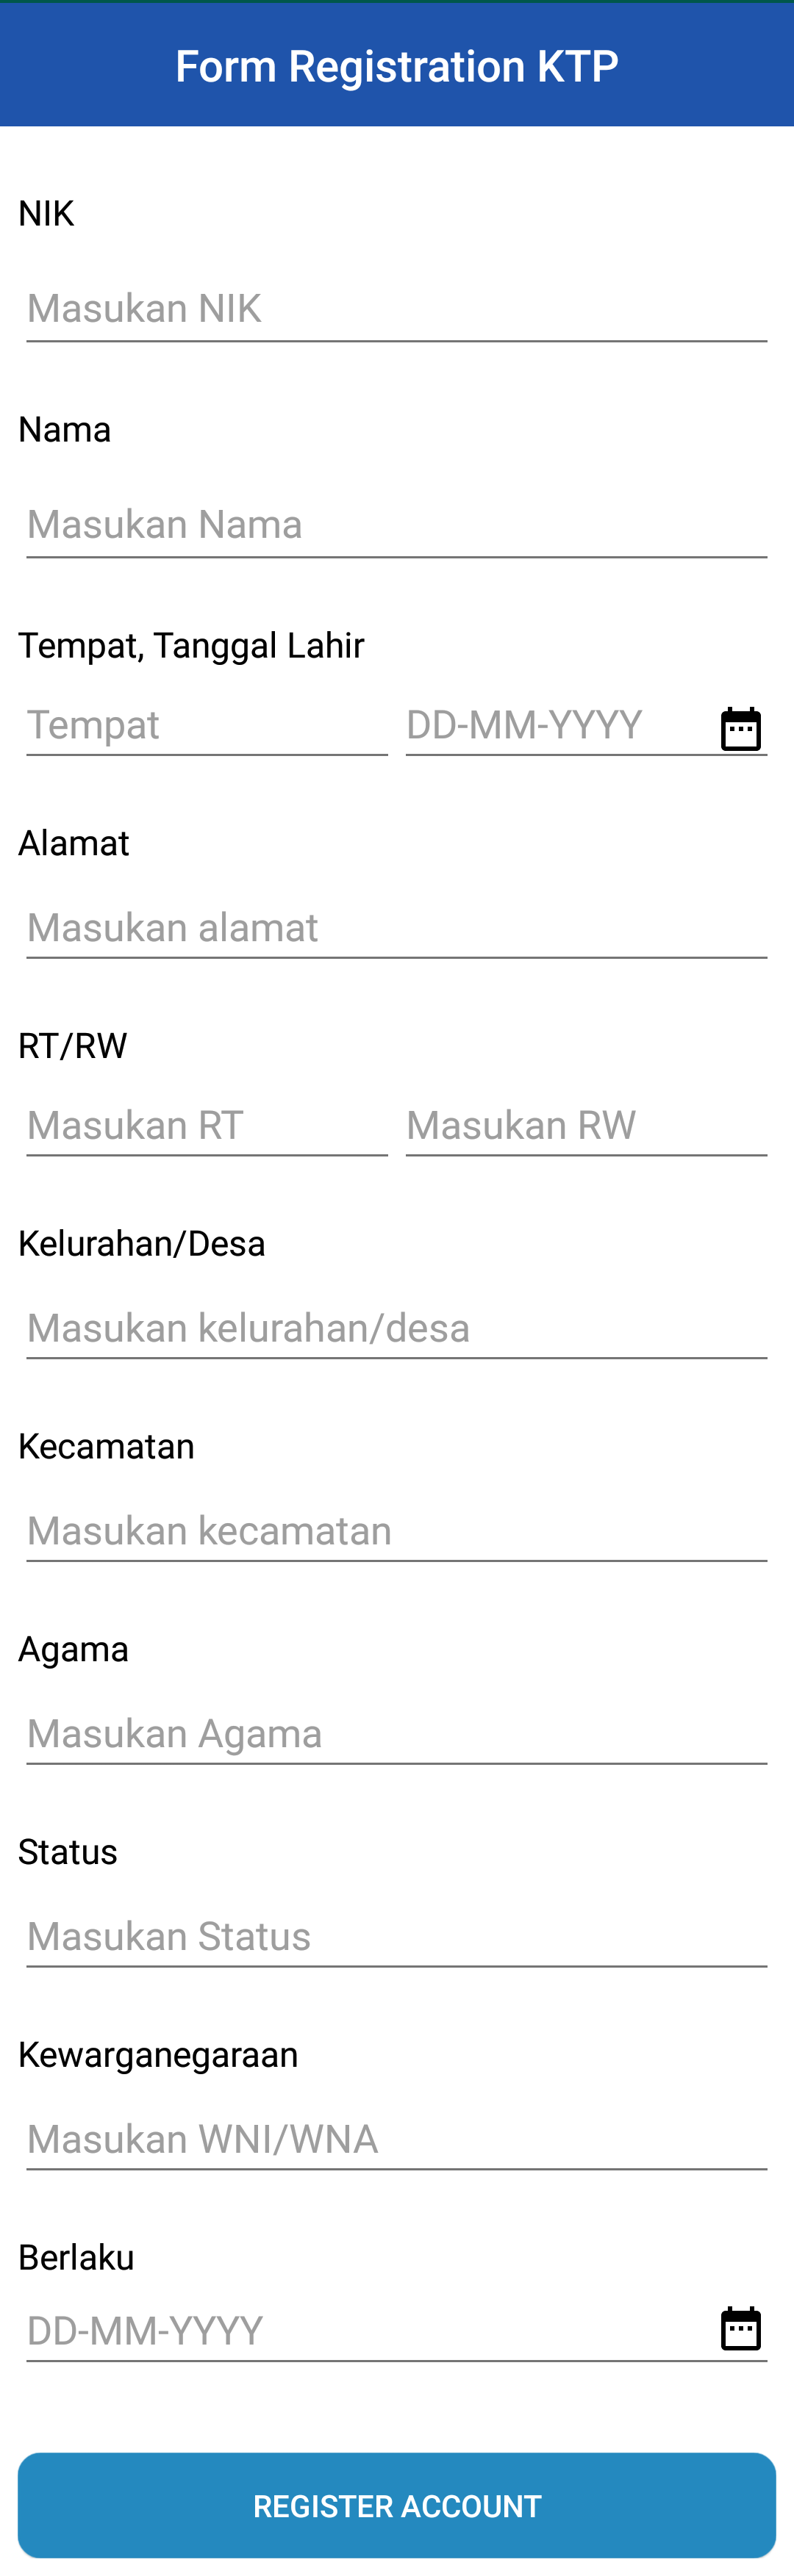 Form Registration KTP
NIK
Masukan NIK
Nama
Masukan Nama
Tempat, Tanggal Lahir
Tempat DD-MM-YYYY
Alamat
Masukan alamat
RT/RW
Masukan RT Masukan RW
Kelurahan/Desa
Masukan kelurahan/desa
Kecamatan
Masukan kecamatan
Agama
Masukan Agama
Status
Masukan Status
Kewarganegaraan
Masukan WNI/WNA
Berlaku
DD-MM-YYYY
REGISTER ACCOUNT